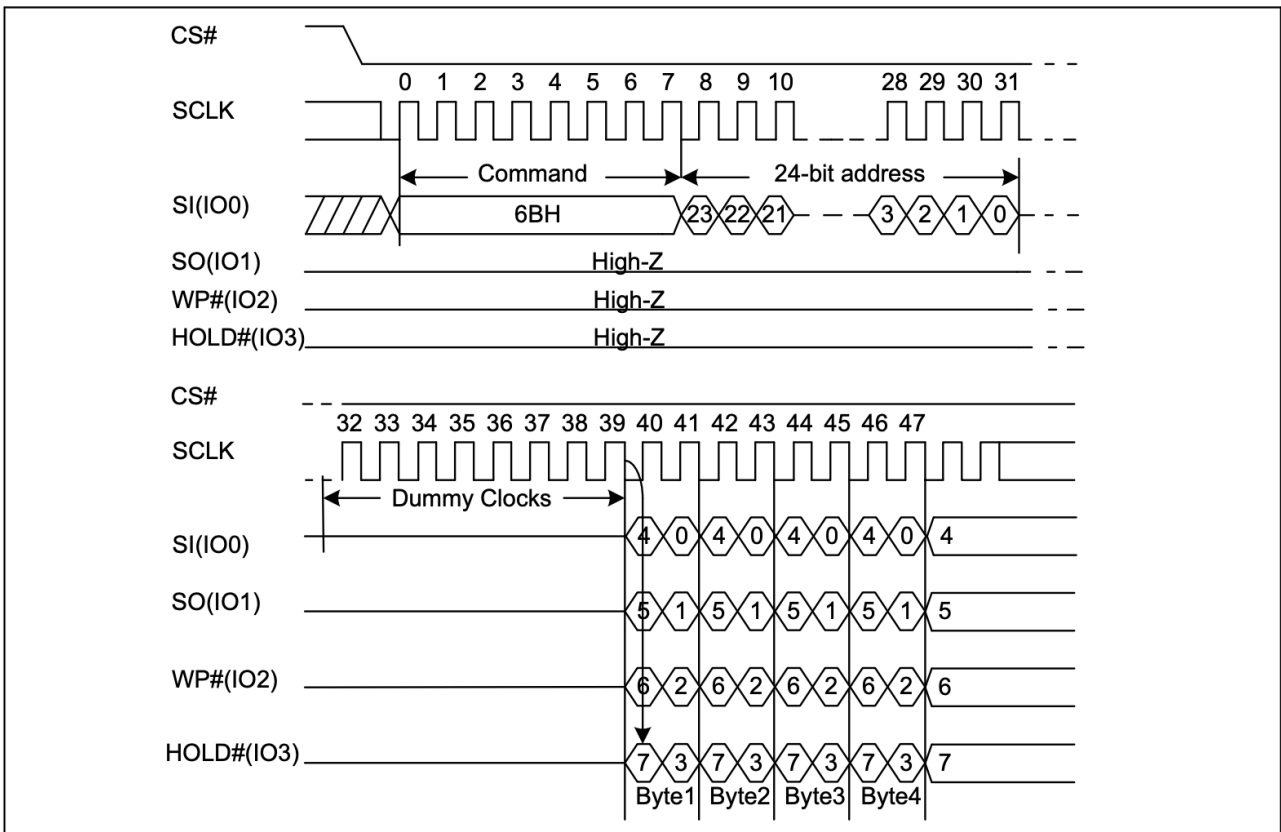 CS#
0 1 2 3 4 5 6 7 8 9 10 28 29 30 31
SCLK
Command 24-bit address
SI(IO0) 6BH 23 22 21 3 2 1 0
SO(IO1) High-Z
WP#(IO2) High-Z
HOLD#(IO3) High-Z
CS#
32 33 34 35 36 37 38 39 40 41 42 43 44 45 46 47
SCLK
Dummy Clocks
SI(IO0) 4 0 4 0 4 0 4 0 4
SO(IO1) 5 1 5 1 5 1 5 1 5
WP#(IO2) 6 2 6 2 6 2 6 2 6
HOLD#(IO3) 7 3 7 3 7 3 7 3 7
Byte1 Byte2 Byte3 Byte4